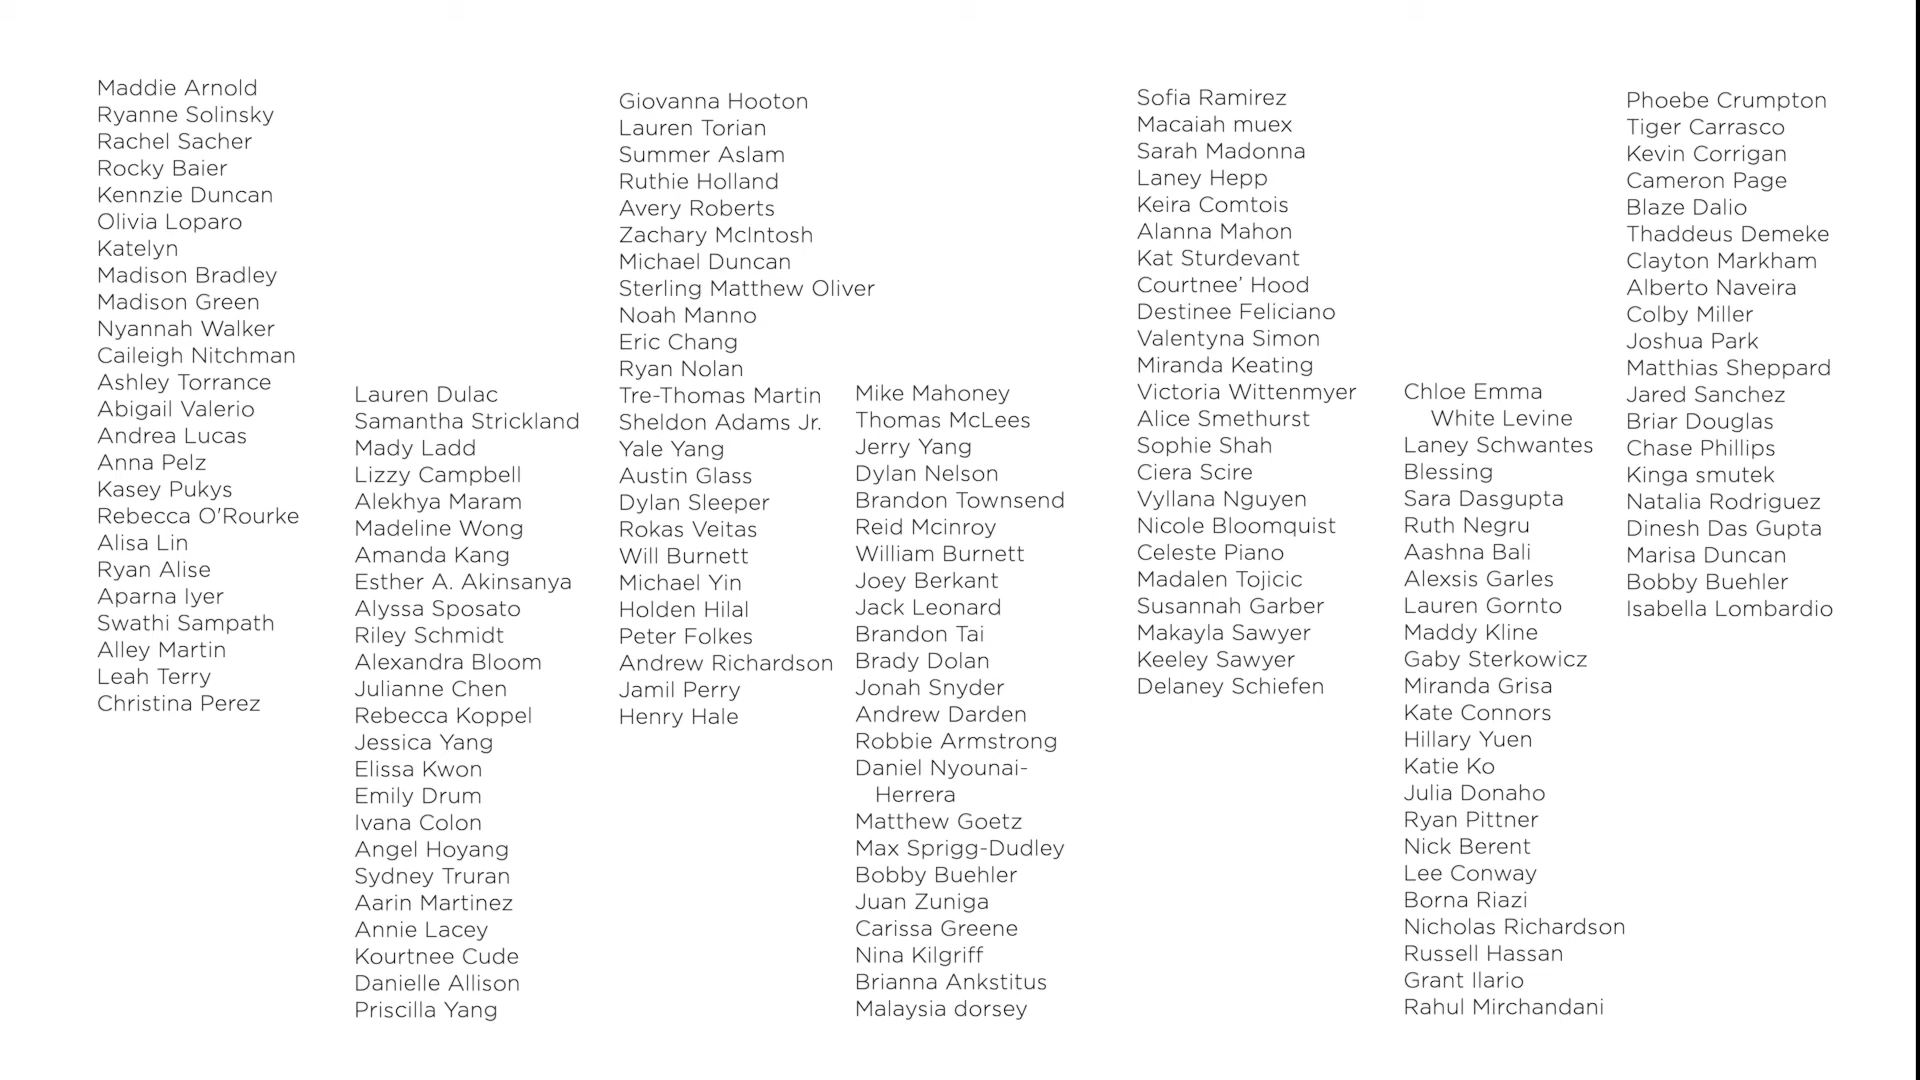 Maddie Arnold
Ryanne Solinsky
Rachel Sacher
Rocky Baier
Kennzie Duncan
Olivia Loparo
Katelyn
Madison Bradley
Madison Green
Nyannah Walker
Caileigh Nitchman
Ashley Torrance
Abigail Valerio
Andrea Lucas
Anna Pelz
Kasey Pukys
Rebecca O'Rourke
Alisa Lin
Ryan Alise
Aparna Iyer
Swathi Sampath
Alley Martin
Leah Terry
Christina Perez
Lauren Dulac
Samantha Strickland
Mady Ladd
Lizzy Campbell
Alekhya Maram
Madeline Wong
Amanda Kang
Esther A. Akinsanya
Alyssa Sposato
Riley Schmidt
Alexandra Bloom
Julianne Chen
Rebecca Koppel
Jessica Yang
Elissa Kwon
Emily Drum
Ivana Colon
Angel Hoyang
Sydney Truran
Aarin Martinez
Annie Lacey
Kourtnee Cude
Danielle Allison
Priscilla Yang
Giovanna Hooton
Lauren Torian
Summer Aslam
Ruthie Holland
Avery Roberts
Zachary McIntosh
Michael Duncan
Sterling Matthew Oliver
Noah Manno
Eric Chang
Ryan Nolan
Tre-Thomas Martin
Sheldon Adams Jr.
Yale Yang
Austin Glass
Dylan Sleeper
Rokas Veitas
Will Burnett
Michael Yin
Holden Hilal
Peter Folkes
Andrew Richardson
Jamil Perry
Henry Hale
Mike Mahoney
Thomas McLees
Jerry Yang
Dylan Nelson
Brandon Townsend
Reid Mcinroy
William Burnett
Joey Berkant
Jack Leonard
Brandon Tai
Brady Dolan
Jonah Snyder
Andrew Darden
Robbie Armstrong
Daniel Nyounai-
Herrera
Matthew Goetz
Max Sprigg-Dudley
Bobby Buehler
Juan Zuniga
Carissa Greene
Nina Kilgriff
Brianna Ankstitus
Malaysia dorsey
Sofia Ramirez
Macaiah muex
Sarah Madonna
Laney Hepp
Keira Comtois
Alanna Mahon
Kat Sturdevant
Courtnee’ Hood
Destinee Feliciano
Valentyna Simon
Miranda Keating
Victoria Wittenmyer
Alice Smethurst
Sophie Shah
Ciera Scire
Vyllana Nguyen
Nicole Bloomquist
Celeste Piano
Madalen Tojicic
Susannah Garber
Makayla Sawyer
Keeley Sawyer
Delaney Schiefen
Chloe Emma
White Levine
Laney Schwantes
Blessing
Sara Dasgupta
Ruth Negru
Aashna Bali
Alexsis Garles
Lauren Gornto
Maddy Kline
Gaby Sterkowicz
Miranda Grisa
Kate Connors
Hillary Yuen
Katie Ko
Julia Donaho
Ryan Pittner
Nick Berent
Lee Conway
Borna Riazi
Nicholas Richardson
Russell Hassan
Grant Ilario
Rahul Mirchandani
Phoebe Crumpton
Tiger Carrasco
Kevin Corrigan
Cameron Page
Blaze Dalio
Thaddeus Demeke
Clayton Markham
Alberto Naveira
Colby Miller
Joshua Park
Matthias Sheppard
Jared Sanchez
Briar Douglas
Chase Phillips
Kinga smutek
Natalia Rodriguez
Dinesh Das Gupta
Marisa Duncan
Bobby Buehler
Isabella Lombardio